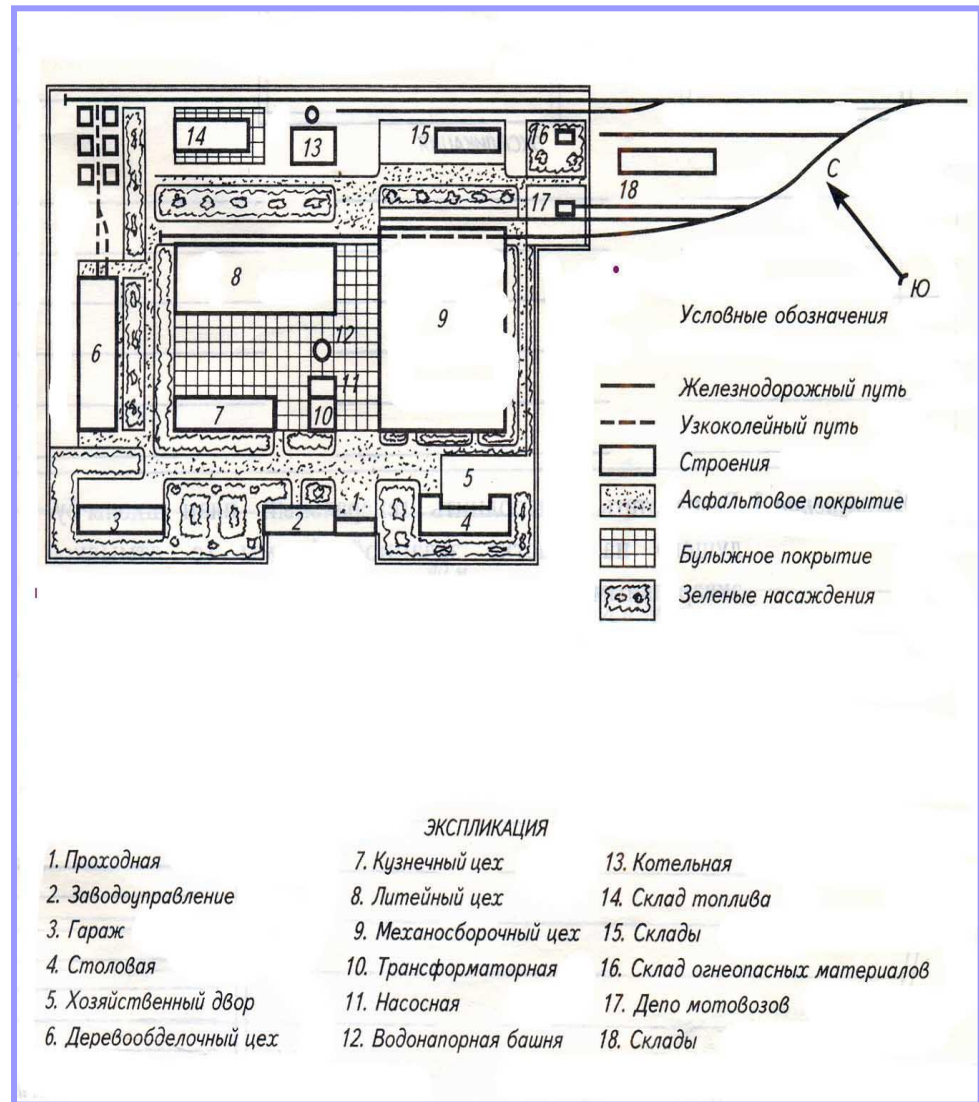 14
13
15
16
18
С
17
Ю
8
9
12
6
11
7
10
5
1
3
2
4
Условные обозначения
Железнодорожный путь
Узкоколейный путь
Строения
Асфальтовое покрытие
Булыжное покрытие
Зеленые насаждения
ЭКСПЛИКАЦИЯ
1. Проходная
2. Заводоуправление
3. Гараж
4. Столовая
5. Хозяйственный двор
6. Деревообделочный цех
7. Кузнечный цех
8. Литейный цех
9. Механосборочный цех
10. Трансформаторная
11. Насосная
12. Водонапорная башня
13. Котельная
14. Склад топлива
15. Склады
16. Склад огнеопасных материалов
17. Депо мотовозов
18. Склады